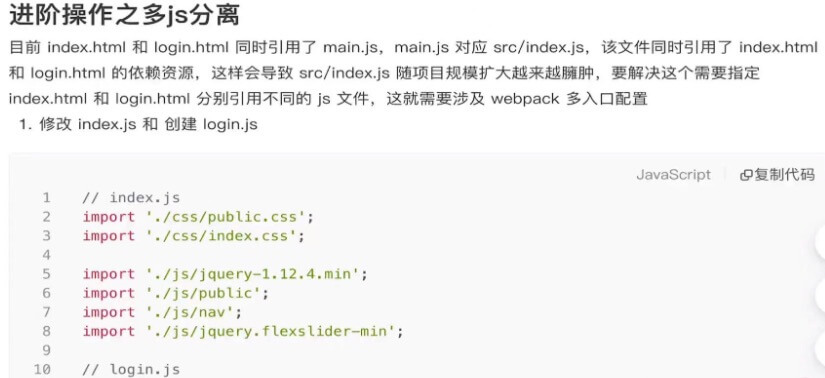 进阶操作之多js分离
目前 index.html 和 login.html 同时引用了 main.js，main.js 对应 src/index.js，该文件同时引用了 index.html
和 login.html 的依赖资源，这样会导致 src/index.js 随项目规模扩大越来越臃肿，要解决这个需要指定
index.html 和 login.html 分别引用不同的 js 文件，这就需要涉及 webpack 多入口配置
1. 修改 index.js 和 创建 login.js
JavaScript 复制代码
1 // index.js
2 import './css/public.css';
3 import './css/index.css';
4
5 import './js/jquery-1.12.4.min';
6 import './js/public';
7 import './js/nav';
8 import './js/jquery.flexslider-min';
9
10 // login.js